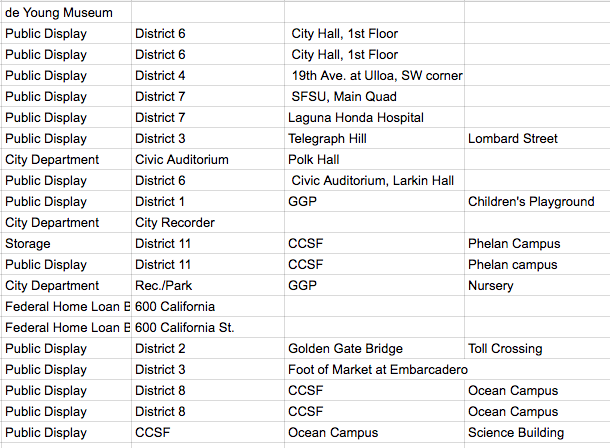 de Young Museum
Public Display District 6 City Hall, 1st Floor
Public Display District 6 City Hall, 1st Floor
Public Display District 4 19th Ave. at Ulloa, SW corner
Public Display District 7 SFSU, Main Quad
Public Display District 7 Laguna Honda Hospital
Public Display District 3 Telegraph Hill Lombard Street
City Department Civic Auditorium Polk Hall
Public Display District 6 Civic Auditorium, Larkin Hall
Public Display District 1 GGP Children's Playground
City Department City Recorder
Storage District 11 CCSF Phelan Campus
Public Display District 11 CCSF Phelan campus
City Department Rec./Park GGP Nursery
Federal Home Loan B 600 California
Federal Home Loan B 600 California St.
Public Display District 2 Golden Gate Bridge Toll Crossing
Public Display District 3 Foot of Market at Embarcadero
Public Display District 8 CCSF Ocean Campus
Public Display District 8 CCSF Ocean Campus
Public Display CCSF Ocean Campus Science Building